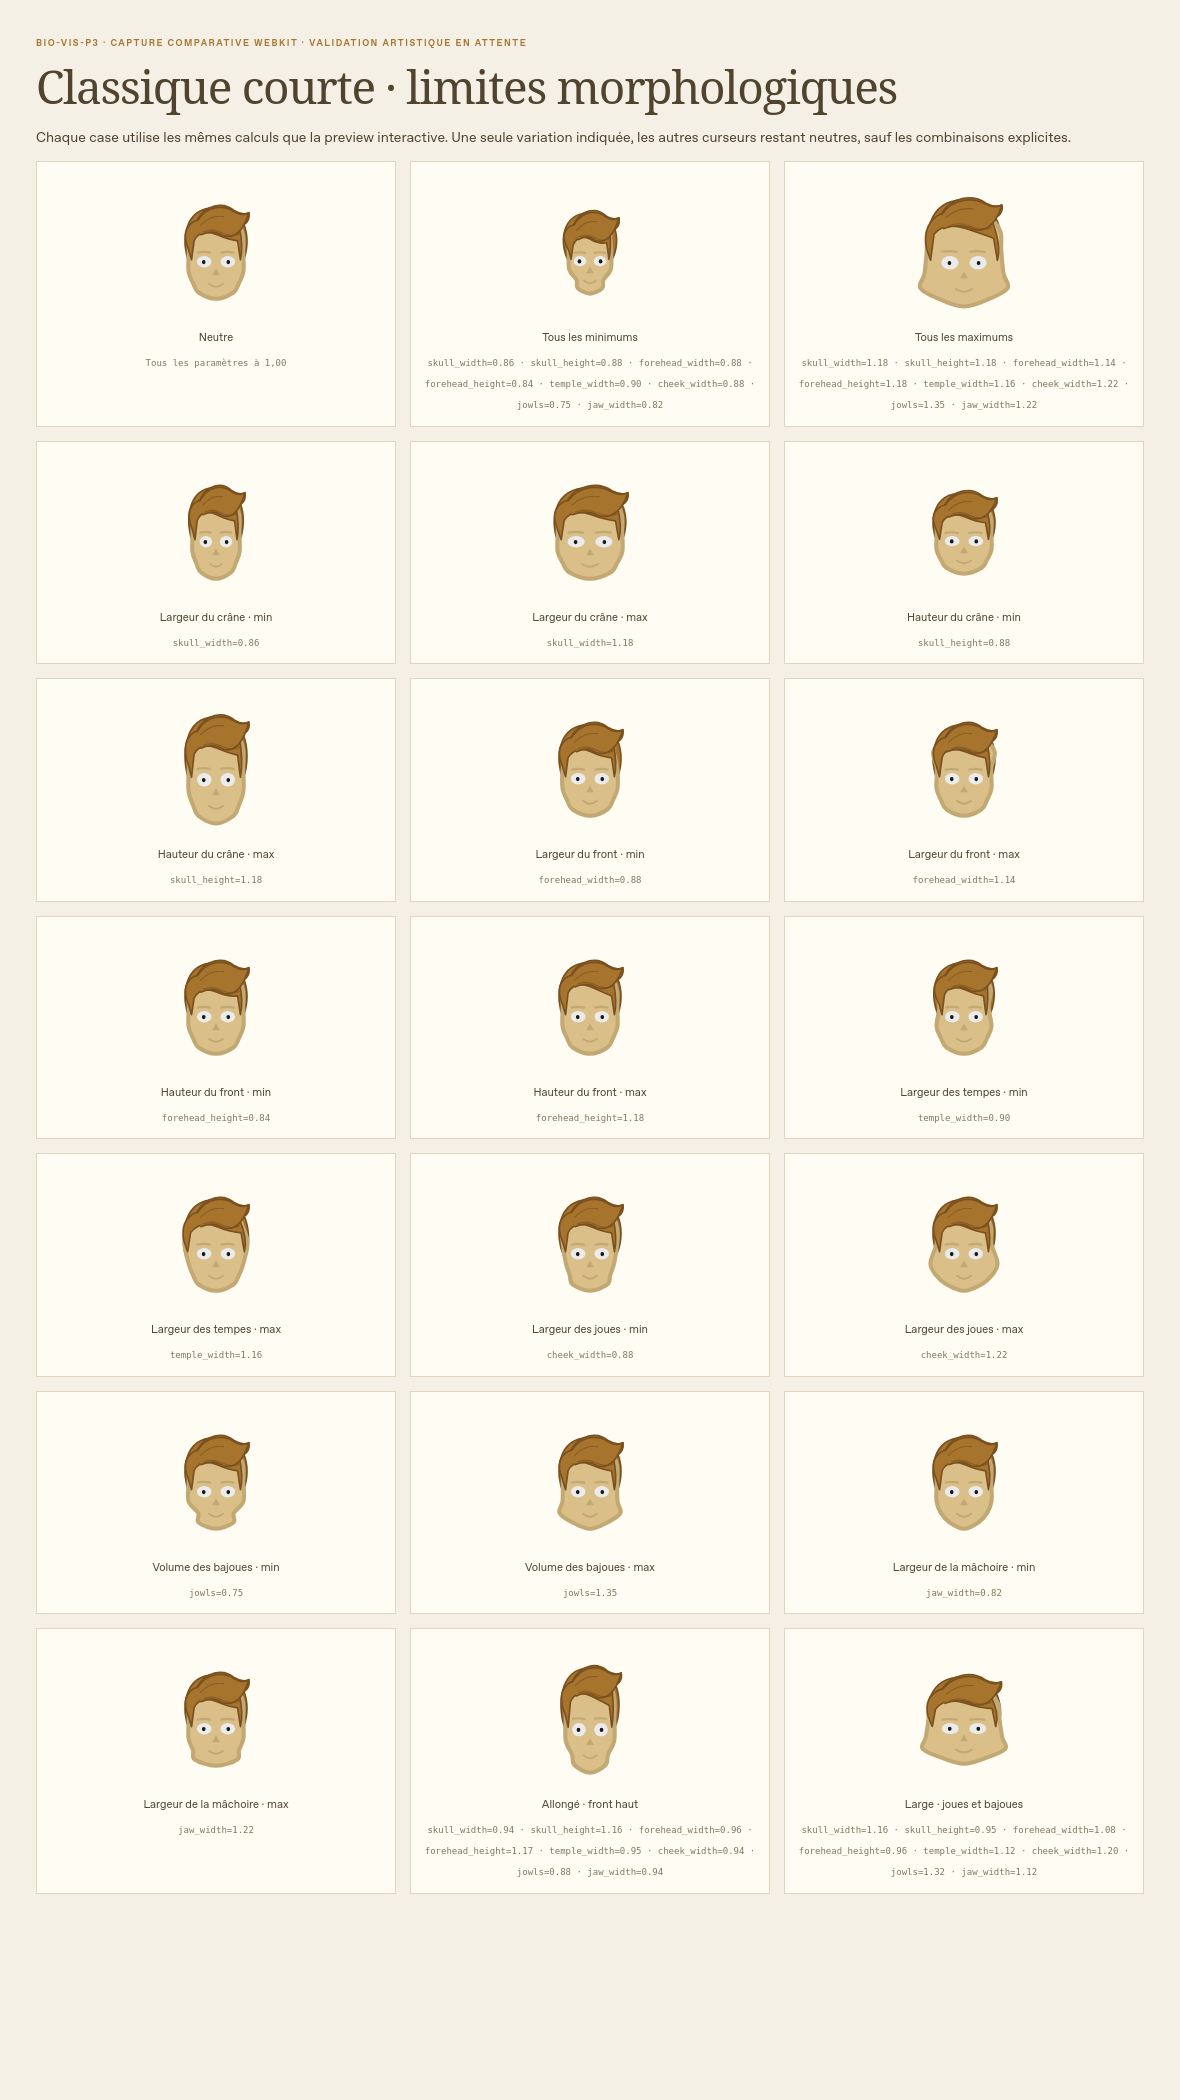 BIO-VIS-P3 · CAPTURE COMPARATIVE WEBKIT · VALIDATION ARTISTIQUE EN ATTENTE
Classique courte · limites morphologiques
Chaque case utilise les mêmes calculs que la preview interactive. Une seule variation indiquée, les autres curseurs restant neutres, sauf les combinaisons explicites.
Neutre
Tous les paramètres à 1,00
Tous les minimums
skull_width=0.86 · skull_height=0.88 · forehead_width=0.88 ·
forehead_height=0.84 · temple_width=0.90 · cheek_width=0.88 ·
jowls=0.75 · jaw_width=0.82
Tous les maximums
skull_width=1.18 · skull_height=1.18 · forehead_width=1.14 ·
forehead_height=1.18 · temple_width=1.16 · cheek_width=1.22 ·
jowls=1.35 · jaw_width=1.22
Largeur du crâne · min
skull_width=0.86
Largeur du crâne · max
skull_width=1.18
Hauteur du crâne · min
skull_height=0.88
Hauteur du crâne · max
skull_height=1.18
Largeur du front · min
forehead_width=0.88
Largeur du front · max
forehead_width=1.14
Hauteur du front · min
forehead_height=0.84
Hauteur du front · max
forehead_height=1.18
Largeur des tempes · min
temple_width=0.90
Largeur des tempes · max
temple_width=1.16
Largeur des joues · min
cheek_width=0.88
Largeur des joues · max
cheek_width=1.22
Volume des bajoues · min
jowls=0.75
Volume des bajoues · max
jowls=1.35
Largeur de la mâchoire · min
jaw_width=0.82
Largeur de la mâchoire · max
jaw_width=1.22
Allongé · front haut
skull_width=0.94 · skull_height=1.16 · forehead_width=0.96 ·
forehead_height=1.17 · temple_width=0.95 · cheek_width=0.94 ·
jowls=0.88 · jaw_width=0.94
Large · joues et bajoues
skull_width=1.16 · skull_height=0.95 · forehead_width=1.08 ·
forehead_height=0.96 · temple_width=1.12 · cheek_width=1.20 ·
jowls=1.32 · jaw_width=1.12